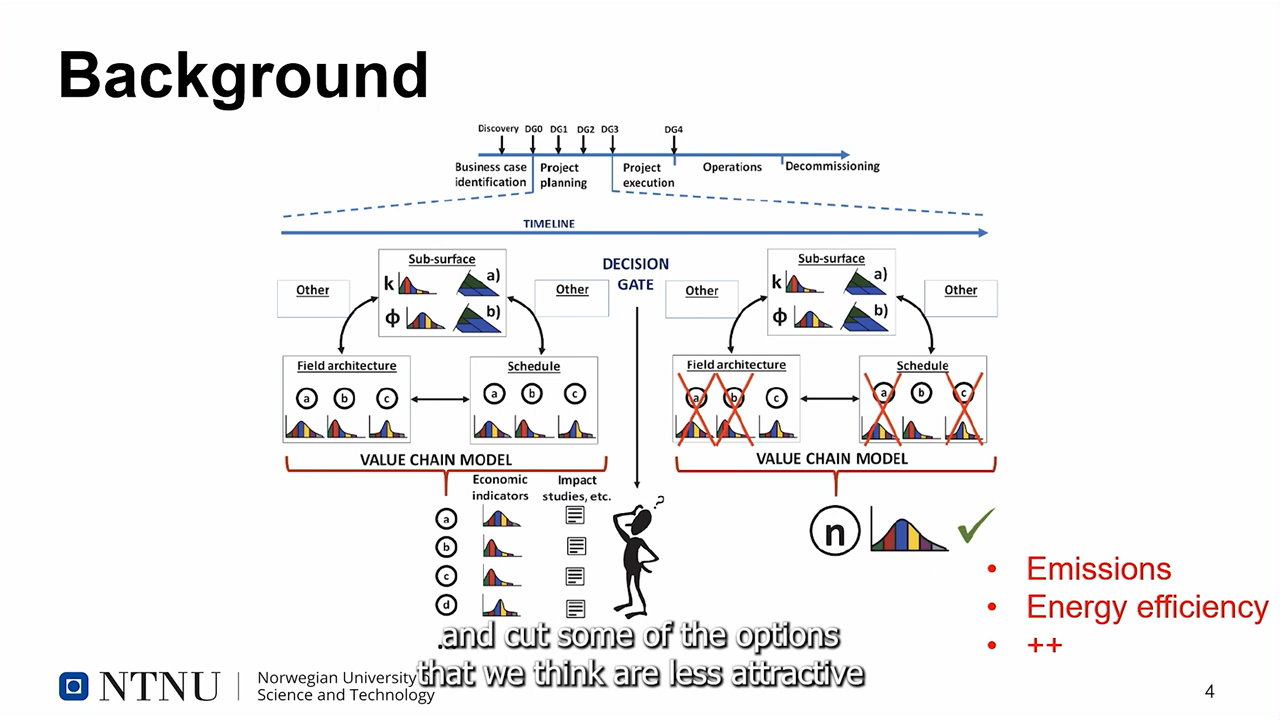 Background
Discovery DG0 DG1 DG2 DG3 DG4
Business case identification
Project planning
Project execution
Operations
Decommissioning
TIMELINE
Other
Sub-surface
k
a)
ϕ
b)
Other
Field architecture
a b c
Schedule
a b c
VALUE CHAIN MODEL
Economic indicators
Impact studies, etc.
a
b
c
d
DECISION GATE
?
Other
Sub-surface
k
a)
ϕ
b)
Other
Field architecture
a b c
Schedule
a b c
VALUE CHAIN MODEL
n
• Emissions
• Energy efficiency
• ++
and cut some of the options
that we think are less attractive
NTNU
Norwegian University
Science and Technology
4